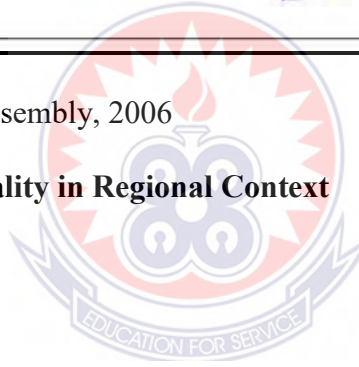 sembly, 2006
ality in Regional Context
EDUCATION FOR SERVICE